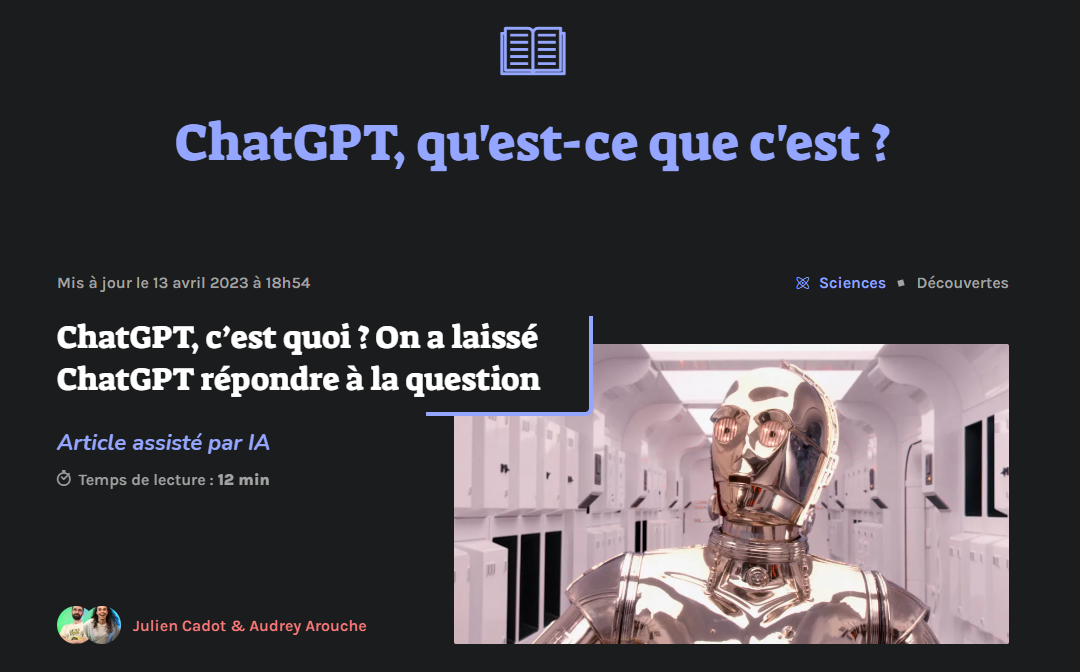 ChatGPT, qu'est-ce que c'est ?
Mis à jour le 13 avril 2023 à 18h54
Sciences
Découvertes
ChatGPT, c’est quoi ? On a laissé
ChatGPT répondre à la question
Article assisté par IA
Temps de lecture : 12 min
Julien Cadot & Audrey Arouche